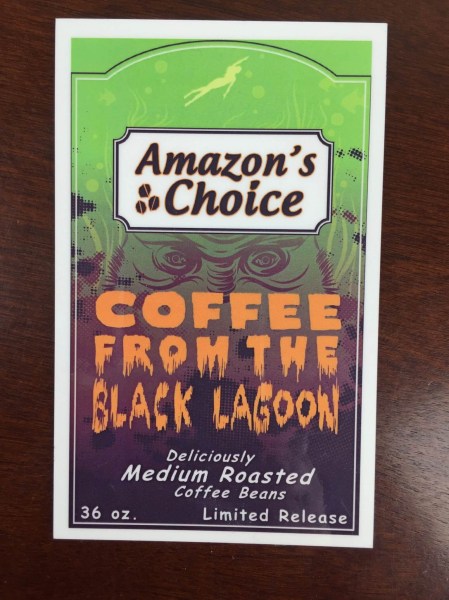 Amazon's
Choice
COFFEE
FROM THE
BLACK LAGOON
Deliciously
Medium Roasted
Coffee Beans
36 oz. Limited Release